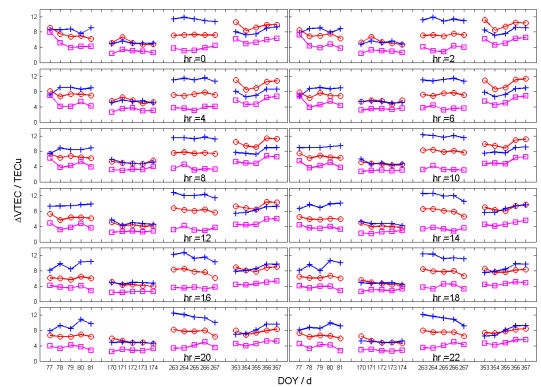 12
8
4
0
hr =0
hr =2
12
8
4
0
hr =4
hr =6
12
8
4
0
hr =8
hr =10
12
8
4
0
hr =12
hr =14
12
8
4
0
hr =16
hr =18
12
8
4
0
hr =20
hr =22
77 78 79 80 81 170 171 172 173 174 263 264 265 266 267 353 354 355 356 357 77 78 79 80 81 170 171 172 173 174 263 264 265 266 267 353 354 355 356 357
ΔVTEC / TECu
DOY / d